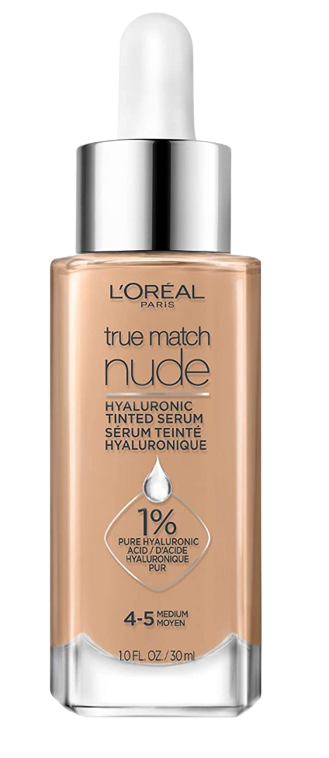 L'ORÉAL
PARIS
true match
nude
HYALURONIC
TINTED SERUM
SÉRUM TEINTÉ
HYALURONIQUE
1%
PURE HYALURONIC
ACID / D'ACIDE
HYALURONIQUE
PUR
4-5 MEDIUM
MOYEN
1.0 FL. OZ. / 30 ml